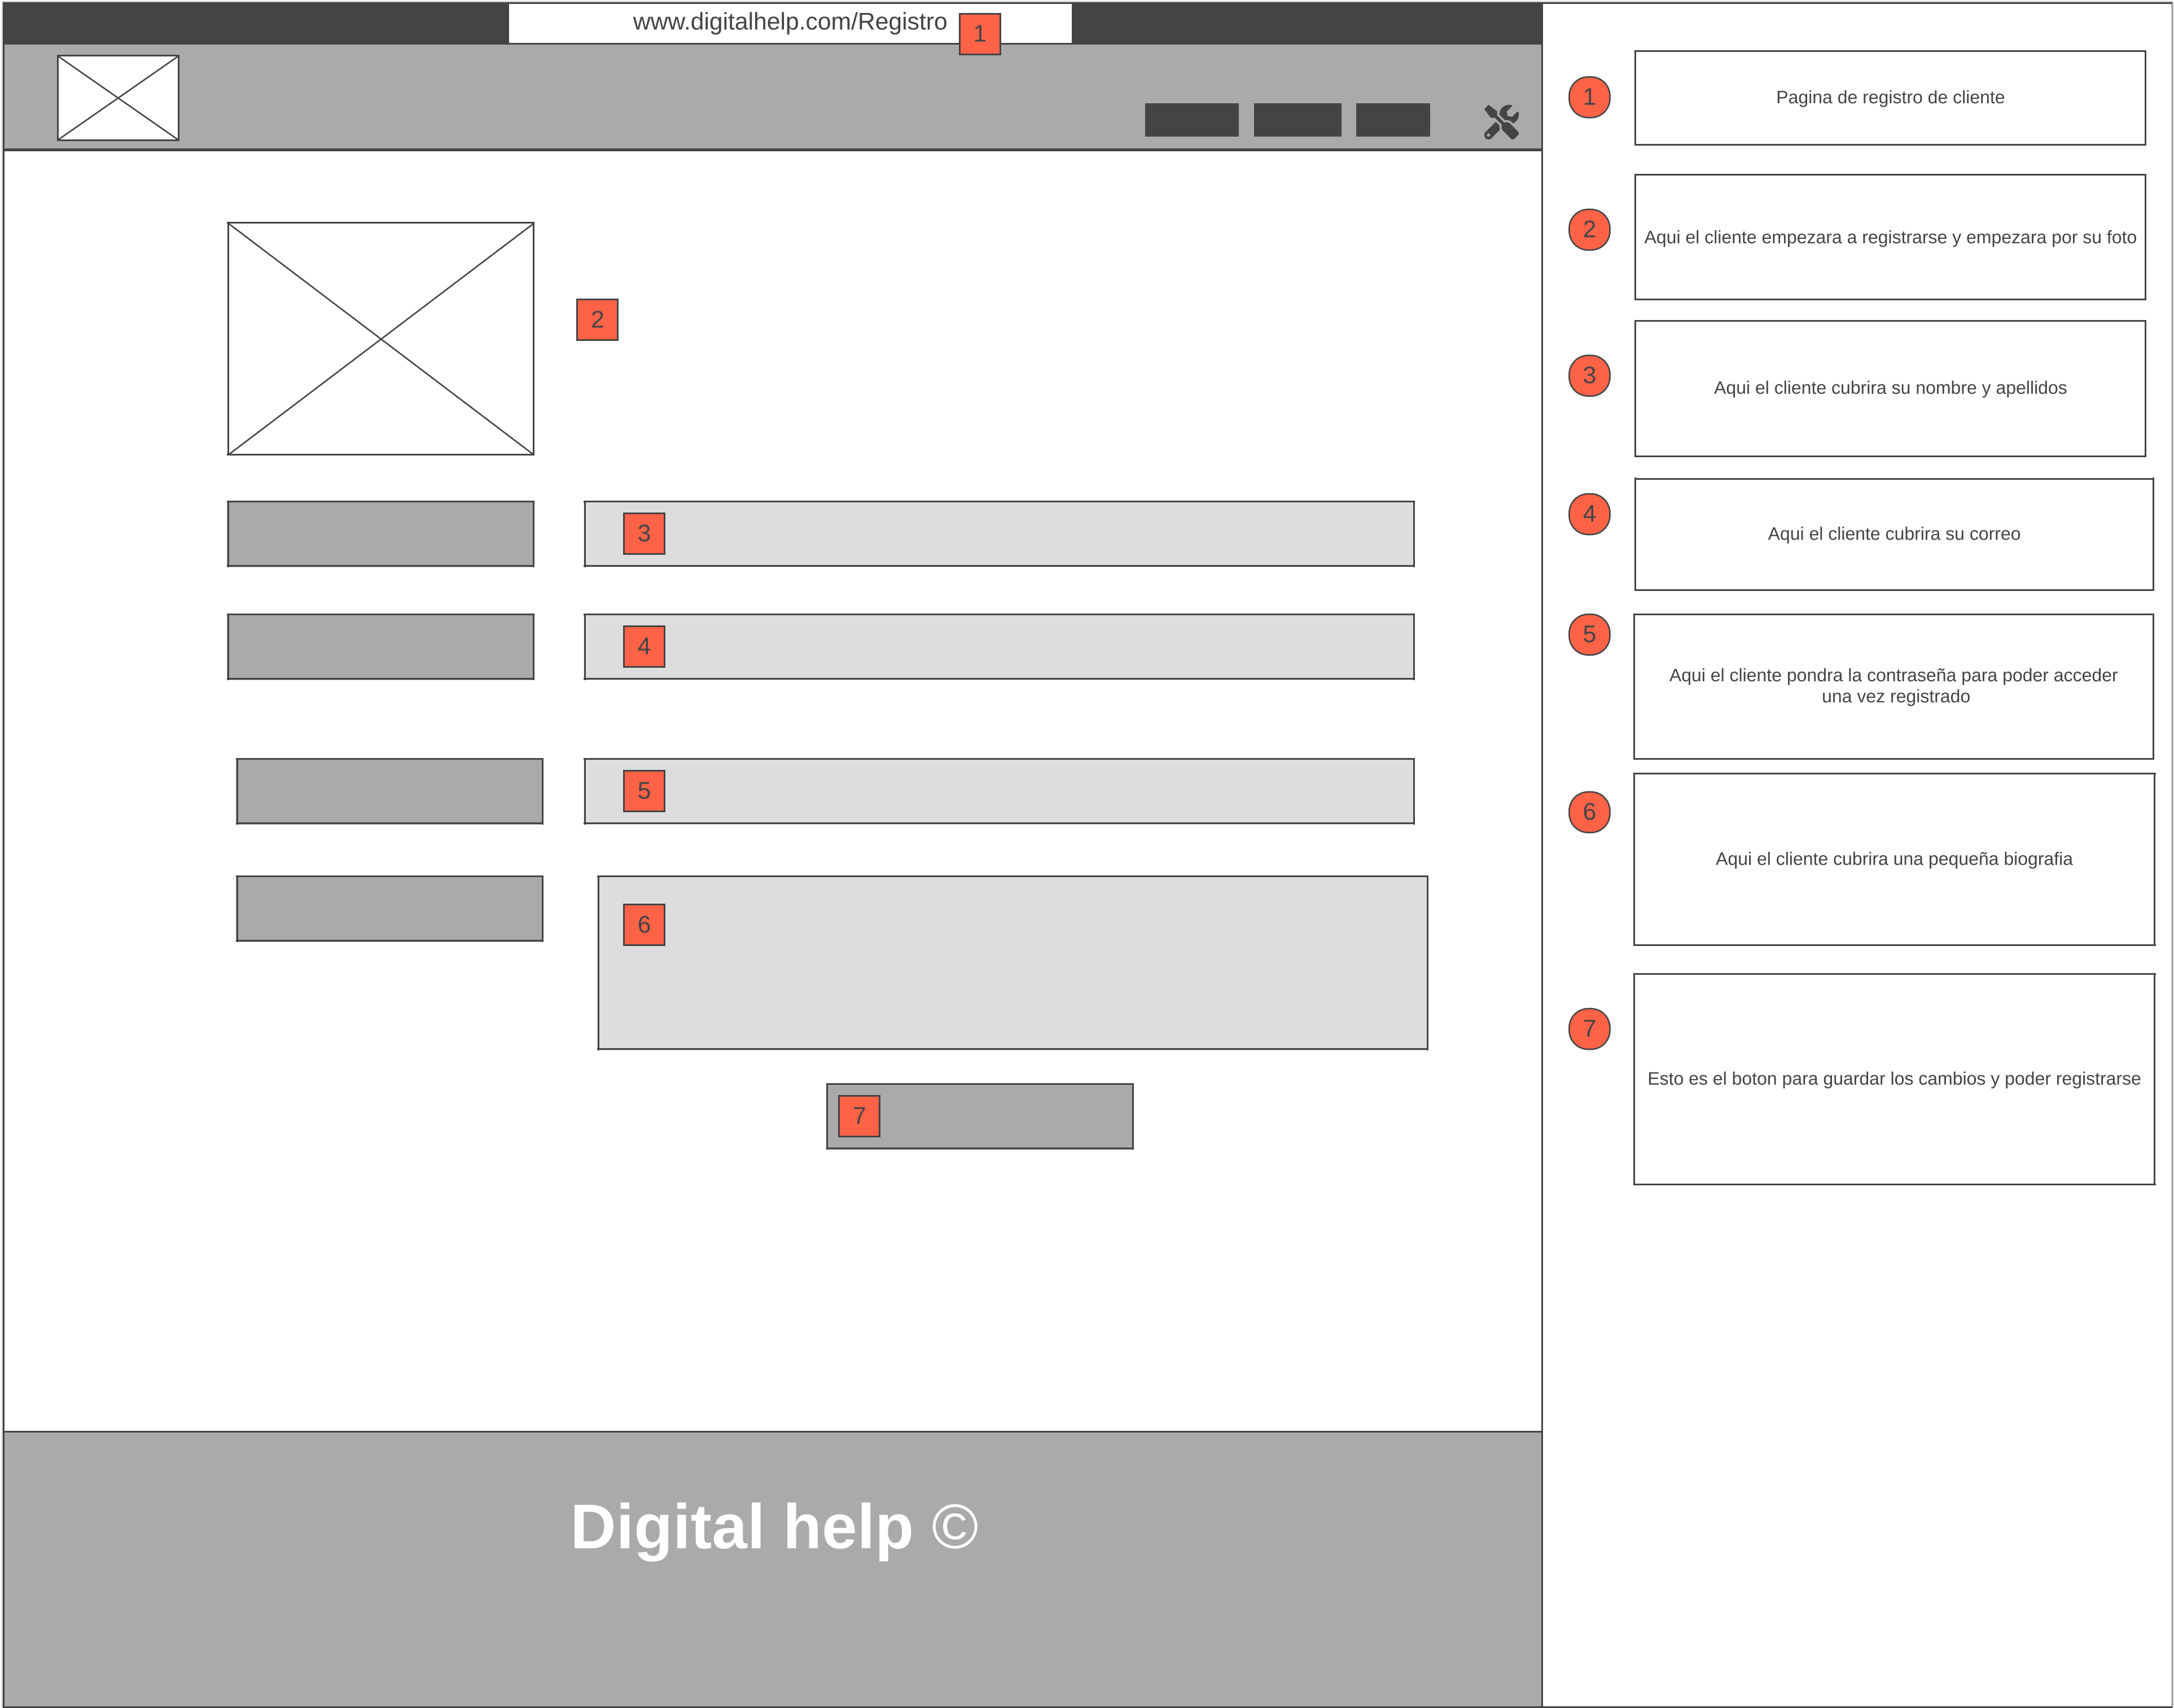 www.digitalhelp.com/Registro
1
2
3
4
5
6
7
Digital help ©
1
Pagina de registro de cliente
2
Aqui el cliente empezara a registrarse y empezara por su foto
3
Aqui el cliente cubrira su nombre y apellidos
4
Aqui el cliente cubrira su correo
5
Aqui el cliente pondra la contraseña para poder acceder
una vez registrado
6
Aqui el cliente cubrira una pequeña biografia
7
Esto es el boton para guardar los cambios y poder registrarse